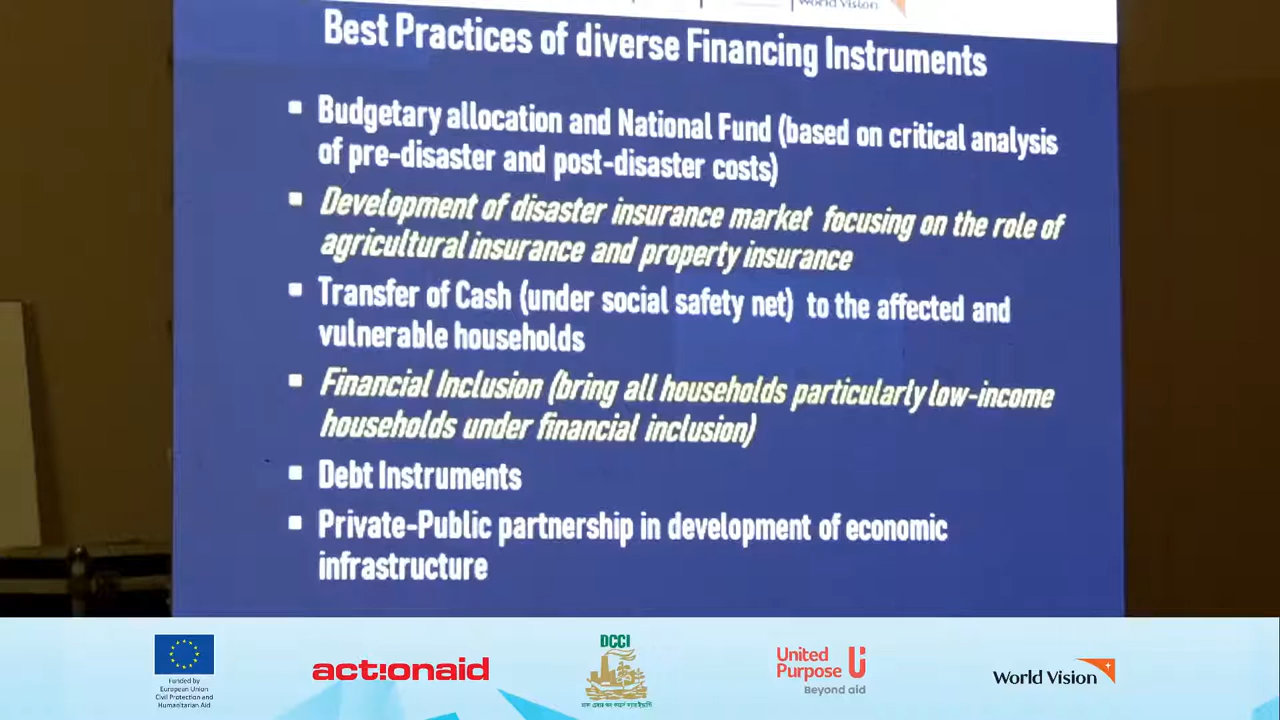 World Vision
Best Practices of diverse Financing Instruments
▪ Budgetary allocation and National Fund (based on critical analysis
of pre-disaster and post-disaster costs)
▪ Development of disaster insurance market focusing on the role of
agricultural insurance and property insurance
▪ Transfer of Cash (under social safety net) to the affected and
vulnerable households
▪ Financial Inclusion (bring all households particularly low-income
households under financial inclusion)
▪ Debt Instruments
▪ Private-Public partnership in development of economic
infrastructure
Funded by
European Union
Civil Protection and
Humanitarian Aid
act!onaid
DCCI
United
Purpose
Beyond aid
World Vision